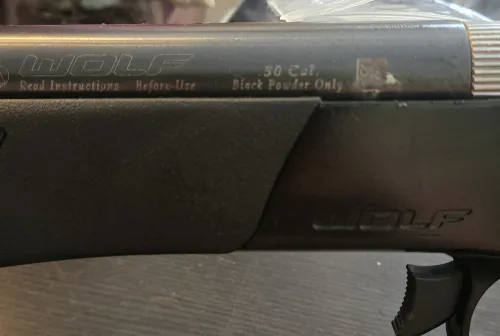 WOLF
Read Instructions Before Use
.50 Cal.
Black Powder Only
WOLF